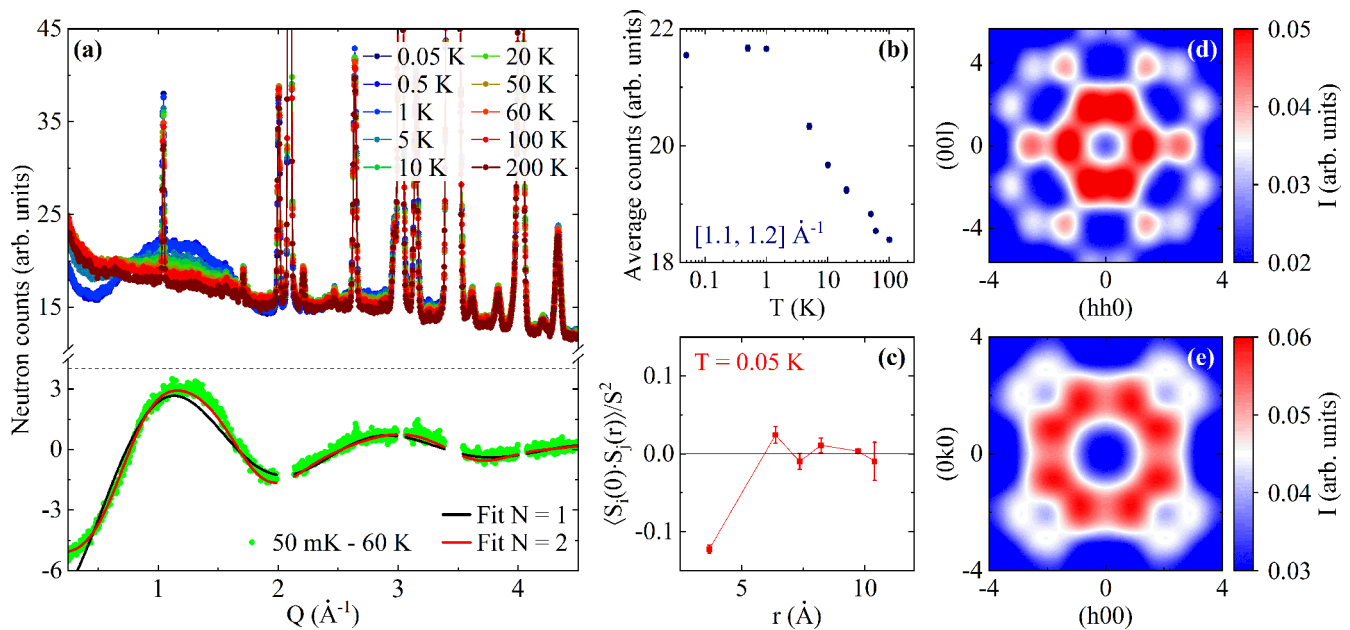 (a)
Neutron counts (arb. units)
45
35
25
15
3
0
-3
-6
0.05 K
0.5 K
1 K
5 K
10 K
20 K
50 K
60 K
100 K
200 K
50 mK - 60 K
Fit N = 1
Fit N = 2
1
2
3
4
Q (Å⁻¹)
(b)
Average counts (arb. units)
22
21
20
19
18
[1.1, 1.2] Å⁻¹
0.1
1
10
100
T (K)
(c)
T = 0.05 K
⟨S_i(0)·S_j(r)⟩/S²
0.1
0.0
-0.1
5
10
r (Å)
(d)
(00l)
4
0
-4
-4
0
4
(hh0)
0.05
0.04
0.03
0.02
I (arb. units)
(e)
(0k0)
4
0
-4
-4
0
4
(h00)
0.06
0.05
0.04
0.03
I (arb. units)